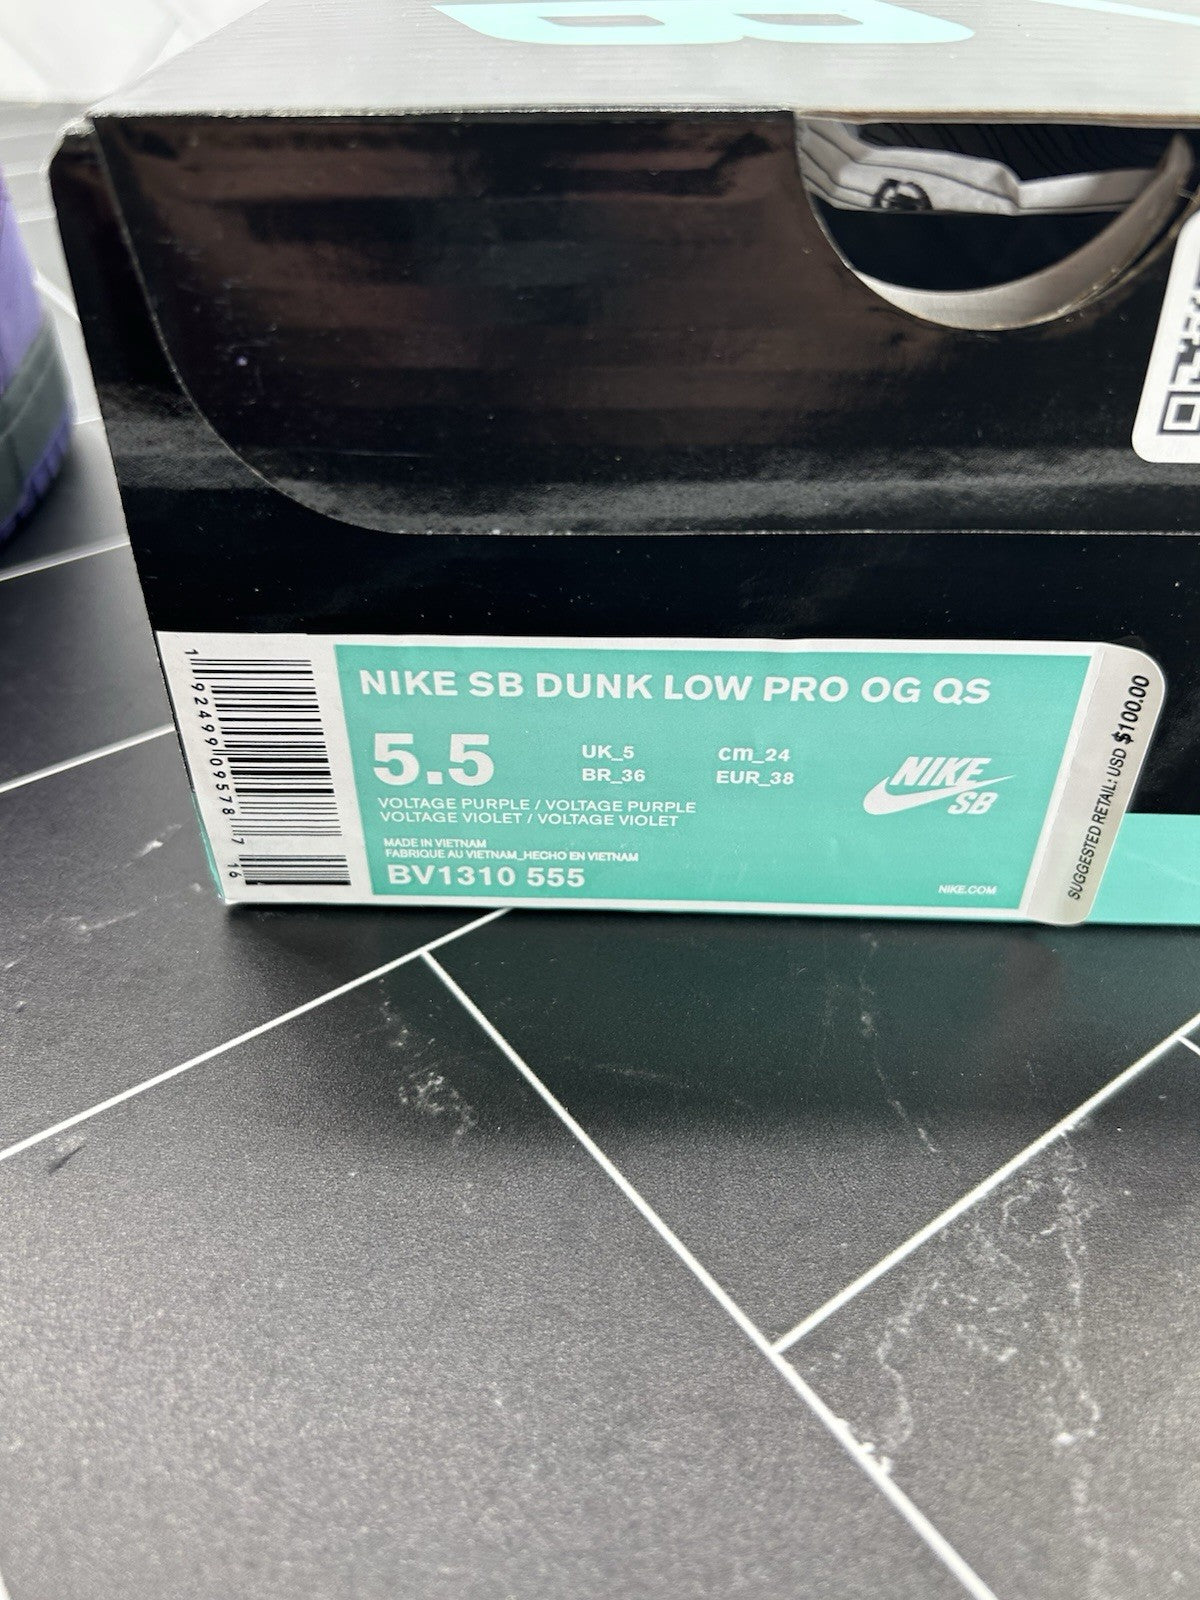 B
NIKE SB DUNK LOW PRO OG QS
5.5
UK_5
cm_24
BR_36
EUR_38
VOLTAGE PURPLE / VOLTAGE PURPLE
VOLTAGE VIOLET / VOLTAGE VIOLET
MADE IN VIETNAM
FABRIQUE AU VIETNAM_HECHO EN VIETNAM
BV1310 555
NIKE
SB
NIKE.COM
SUGGESTED RETAIL: USD $100.00
1 92499 09578 7
16